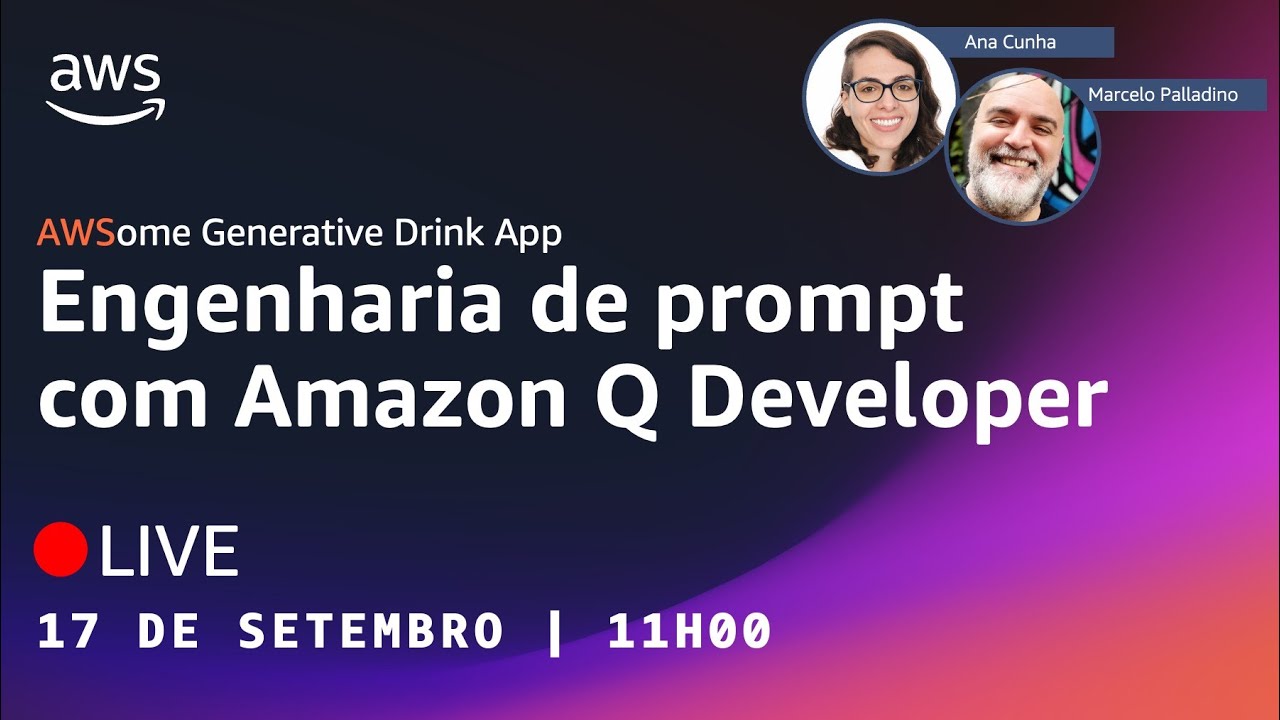 aws
Ana Cunha
Marcelo Palladino
AWSome Generative Drink App
Engenharia de prompt
com Amazon Q Developer
LIVE
17 DE SETEMBRO | 11H00